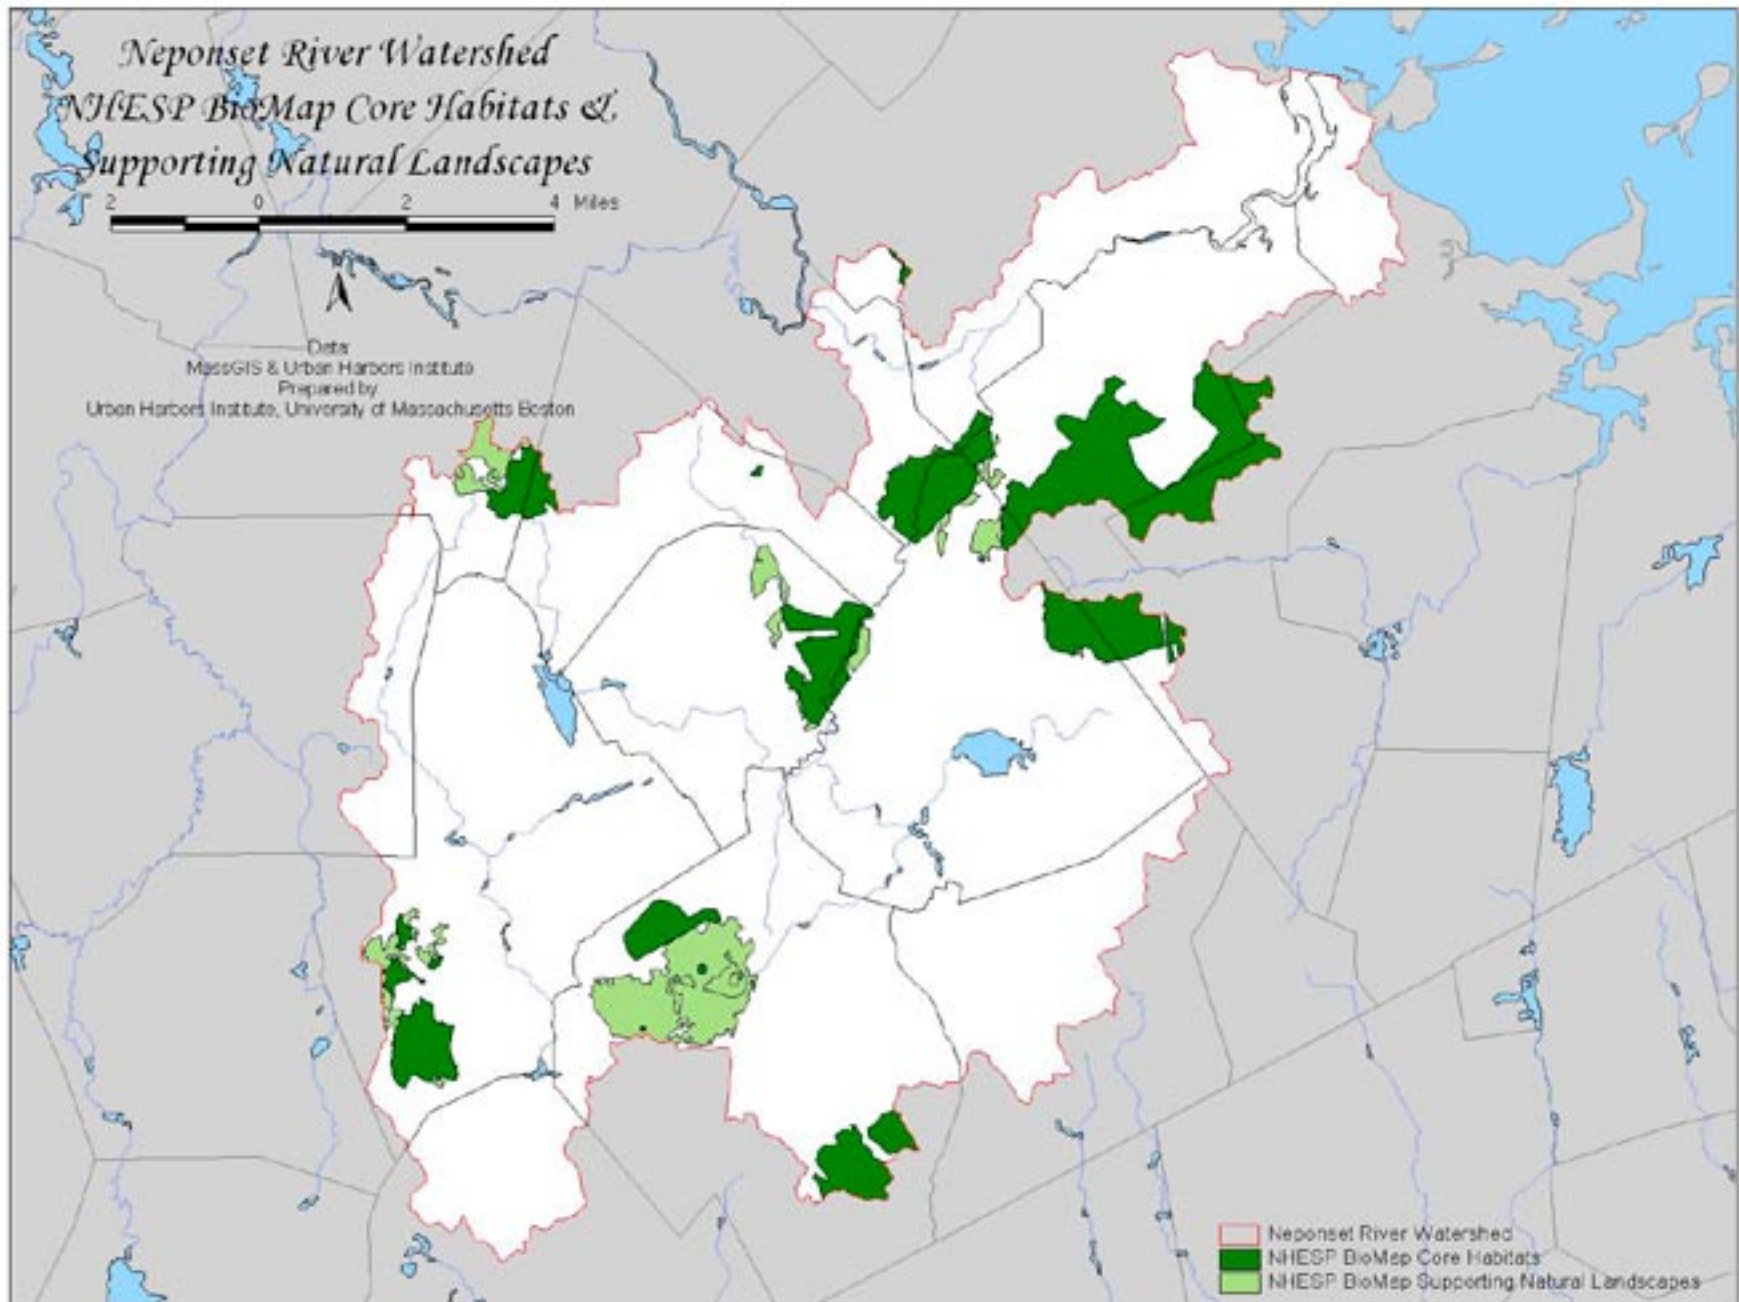 Neponset River Watershed
NHESP BioMap Core Habitats &
Supporting Natural Landscapes
2 0 2 4 Miles
Data:
MassGIS & Urban Harbors Institute
Prepared by
Urban Harbors Institute, University of Massachusetts Boston
Neponset River Watershed
NHESP BioMap Core Habitats
NHESP BioMap Supporting Natural Landscapes